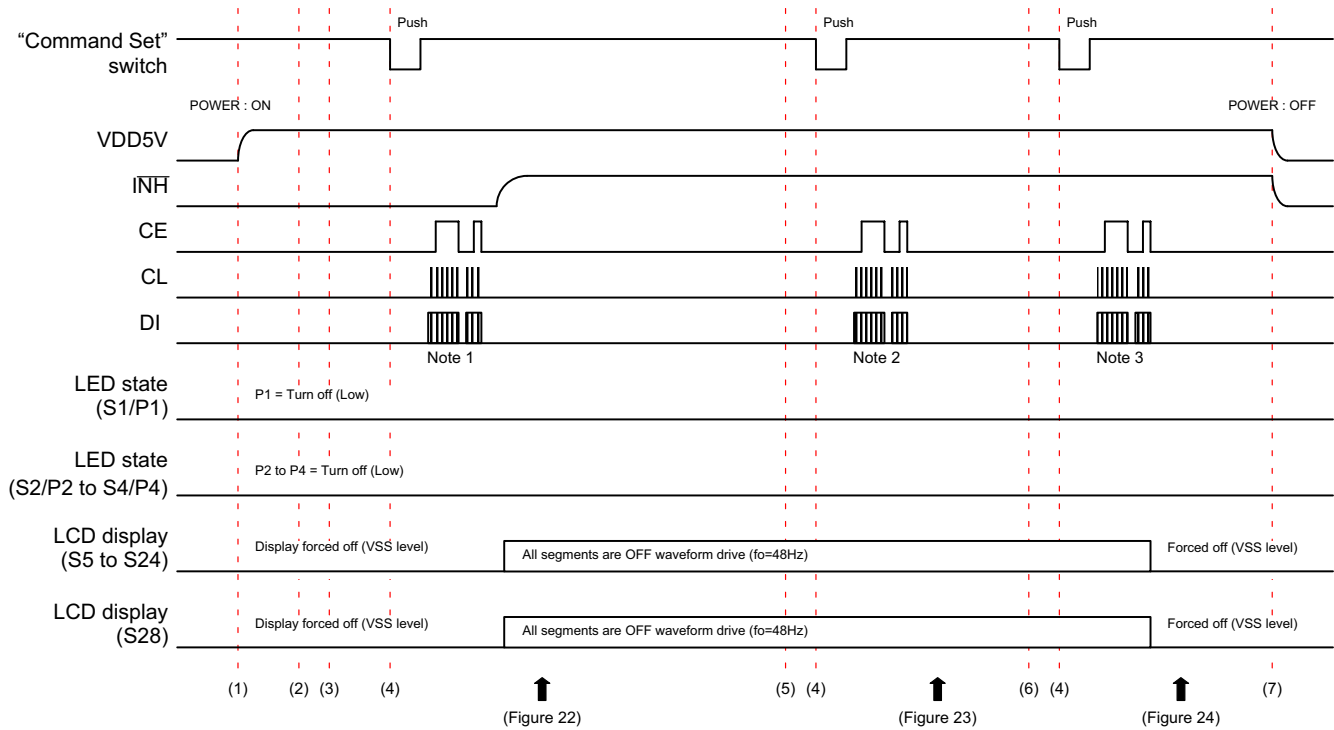 Push Push Push
“Command Set”
switch
POWER : ON POWER : OFF
VDD5V
INH
CE
CL
DI
Note 1 Note 2 Note 3
LED state
(S1/P1)
P1 = Turn off (Low)
LED state
(S2/P2 to S4/P4)
P2 to P4 = Turn off (Low)
LCD display
(S5 to S24)
Display forced off (VSS level) All segments are OFF waveform drive (fo=48Hz) Forced off (VSS level)
LCD display
(S28)
Display forced off (VSS level) All segments are OFF waveform drive (fo=48Hz) Forced off (VSS level)
(1) (2) (3) (4) (5) (4) (6) (4) (7)
(Figure 22) (Figure 23) (Figure 24)